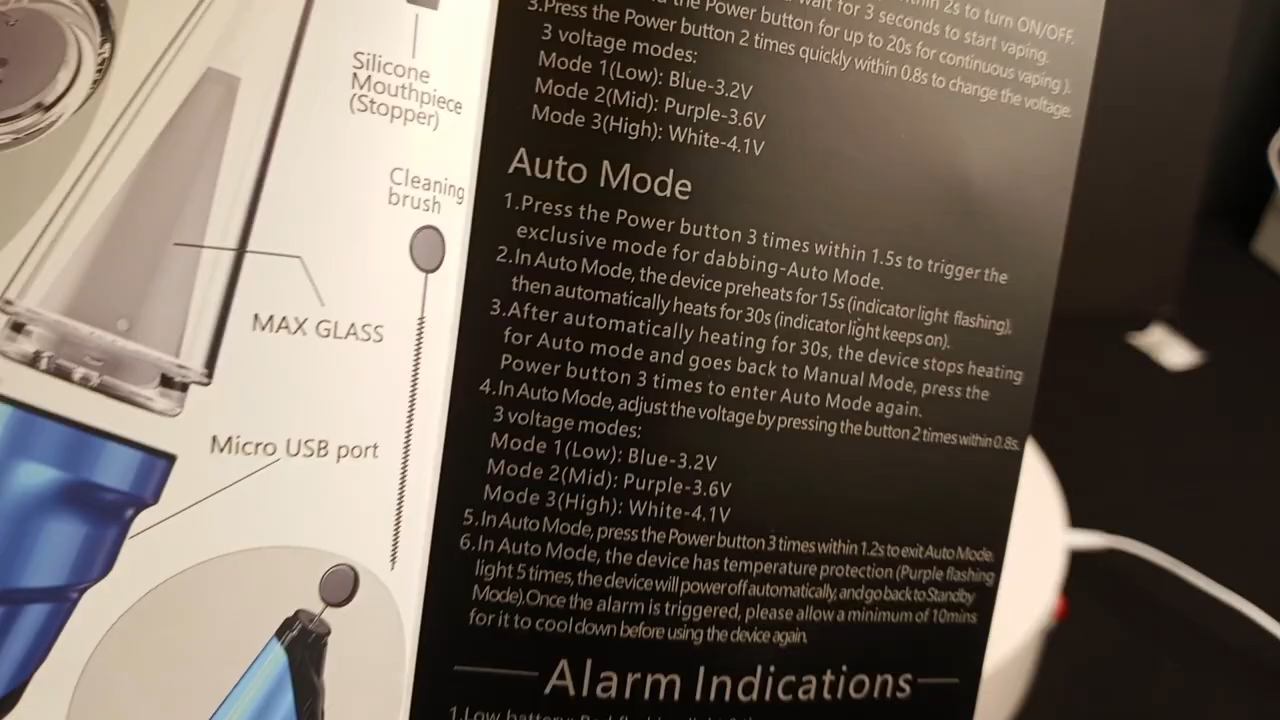 Silicone
Mouthpiece
(Stopper)
Cleaning
brush
MAX GLASS
Micro USB port
2s to turn ON/OFF.
wait for 3 seconds to start vaping.
the Power button for up to 20s for continuous vaping ).
3.Press the Power button 2 times quickly within 0.8s to change the voltage.
3 voltage modes:
Mode 1(Low): Blue-3.2V
Mode 2(Mid): Purple-3.6V
Mode 3(High): White-4.1V
Auto Mode
1.Press the Power button 3 times within 1.5s to trigger the
exclusive mode for dabbing-Auto Mode.
2.In Auto Mode, the device preheats for 15s (indicator light flashing),
then automatically heats for 30s (indicator light keeps on).
3.After automatically heating for 30s, the device stops heating
for Auto mode and goes back to Manual Mode, press the
Power button 3 times to enter Auto Mode again.
4.In Auto Mode, adjust the voltage by pressing the button 2 times within 0.8s.
3 voltage modes:
Mode 1(Low): Blue-3.2V
Mode 2(Mid): Purple-3.6V
Mode 3(High): White-4.1V
5.In Auto Mode, press the Power button 3 times within 1.2s to exit Auto Mode.
6.In Auto Mode, the device has temperature protection (Purple flashing
light 5 times, the device will power off automatically, and go back to Standby
Mode).Once the alarm is triggered, please allow a minimum of 10mins
for it to cool down before using the device again.
Alarm Indications
1.Low battery: